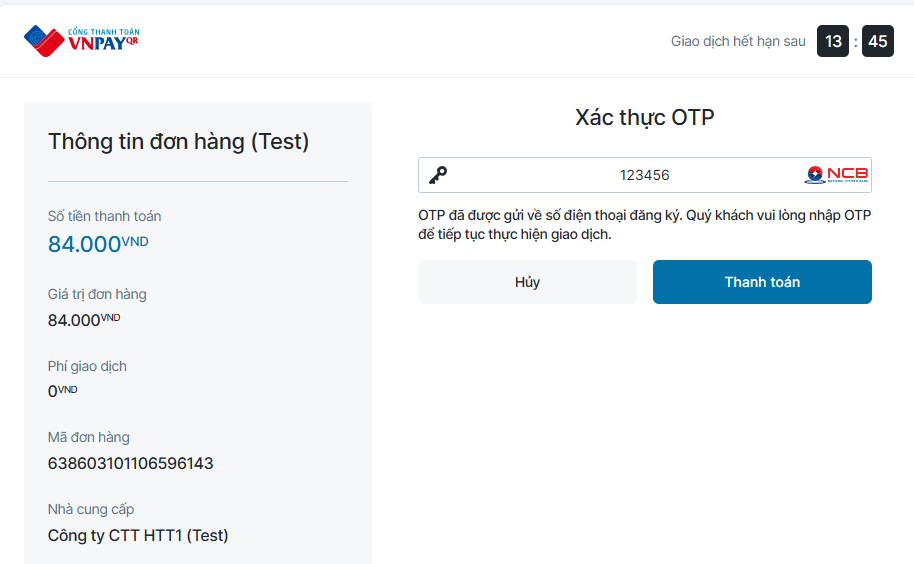 CỔNG THANH TOÁN
VNPAYQR
Giao dịch hết hạn sau 13 : 45
Thông tin đơn hàng (Test)
Số tiền thanh toán
84.000VND
Giá trị đơn hàng
84.000VND
Phí giao dịch
0VND
Mã đơn hàng
638603101106596143
Nhà cung cấp
Công ty CTT HTT1 (Test)
Xác thực OTP
123456 NCB
OTP đã được gửi về số điện thoại đăng ký. Quý khách vui lòng nhập OTP
để tiếp tục thực hiện giao dịch.
Hủy Thanh toán